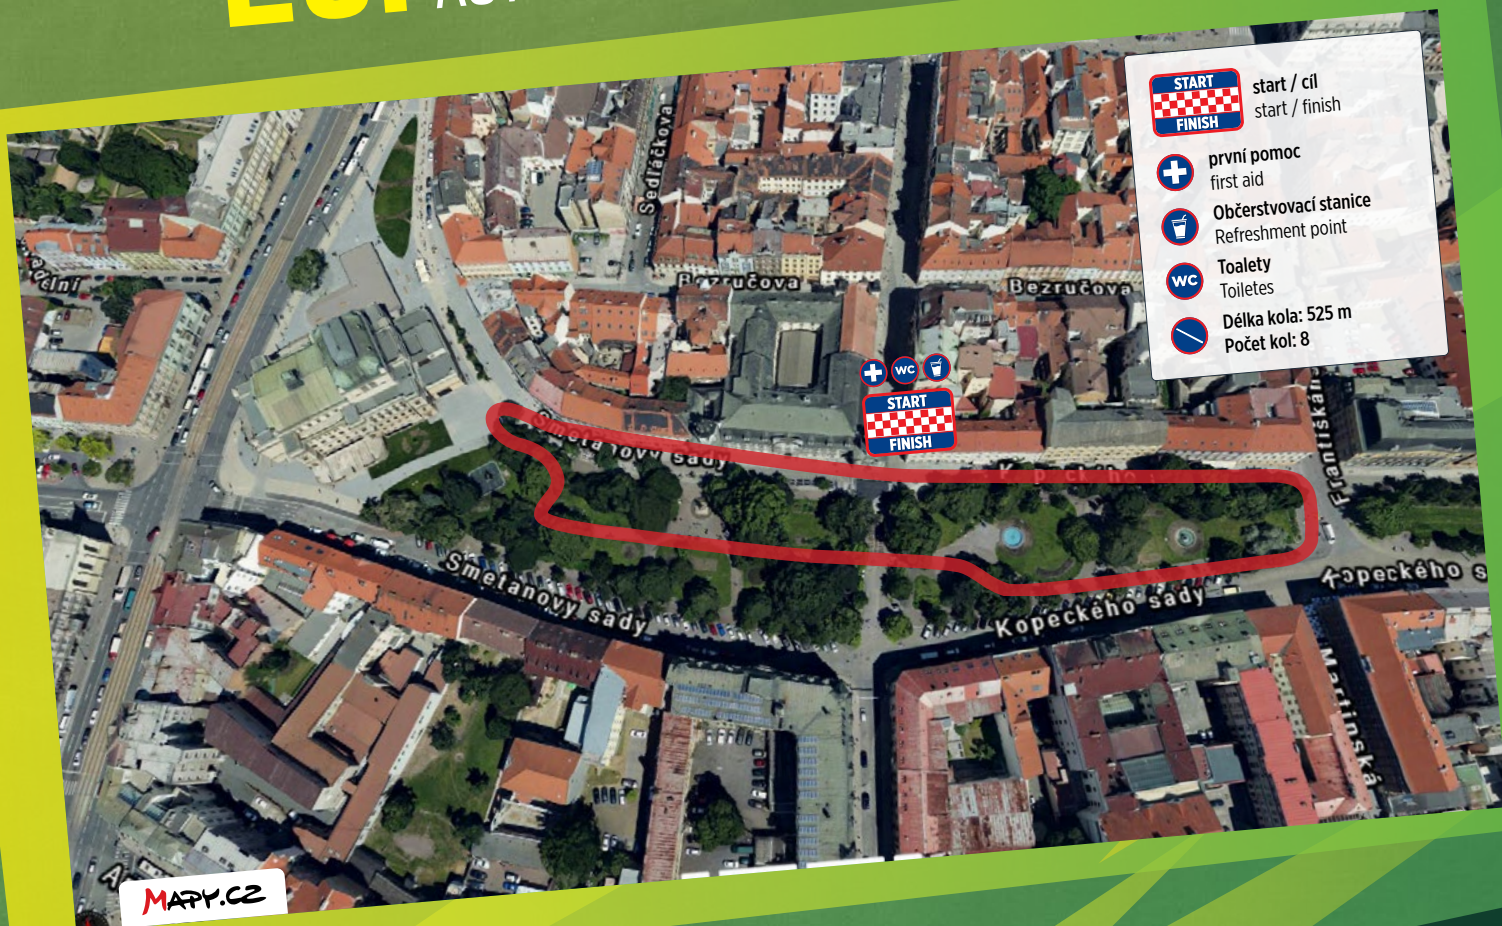 START
FINISH
start / cíl
start / finish
první pomoc
first aid
Občerstvovací stanice
Refreshment point
WC
Toalety
Toiletes
Délka kola: 525 m
Počet kol: 8
Sedláčkova
Bezručova
Bezručova
WC
START
FINISH
Smetanovy sady
Františkánská
Smetanovy sady
Kopeckého sady
Kopeckého s
Martinská
MAPY.CZ